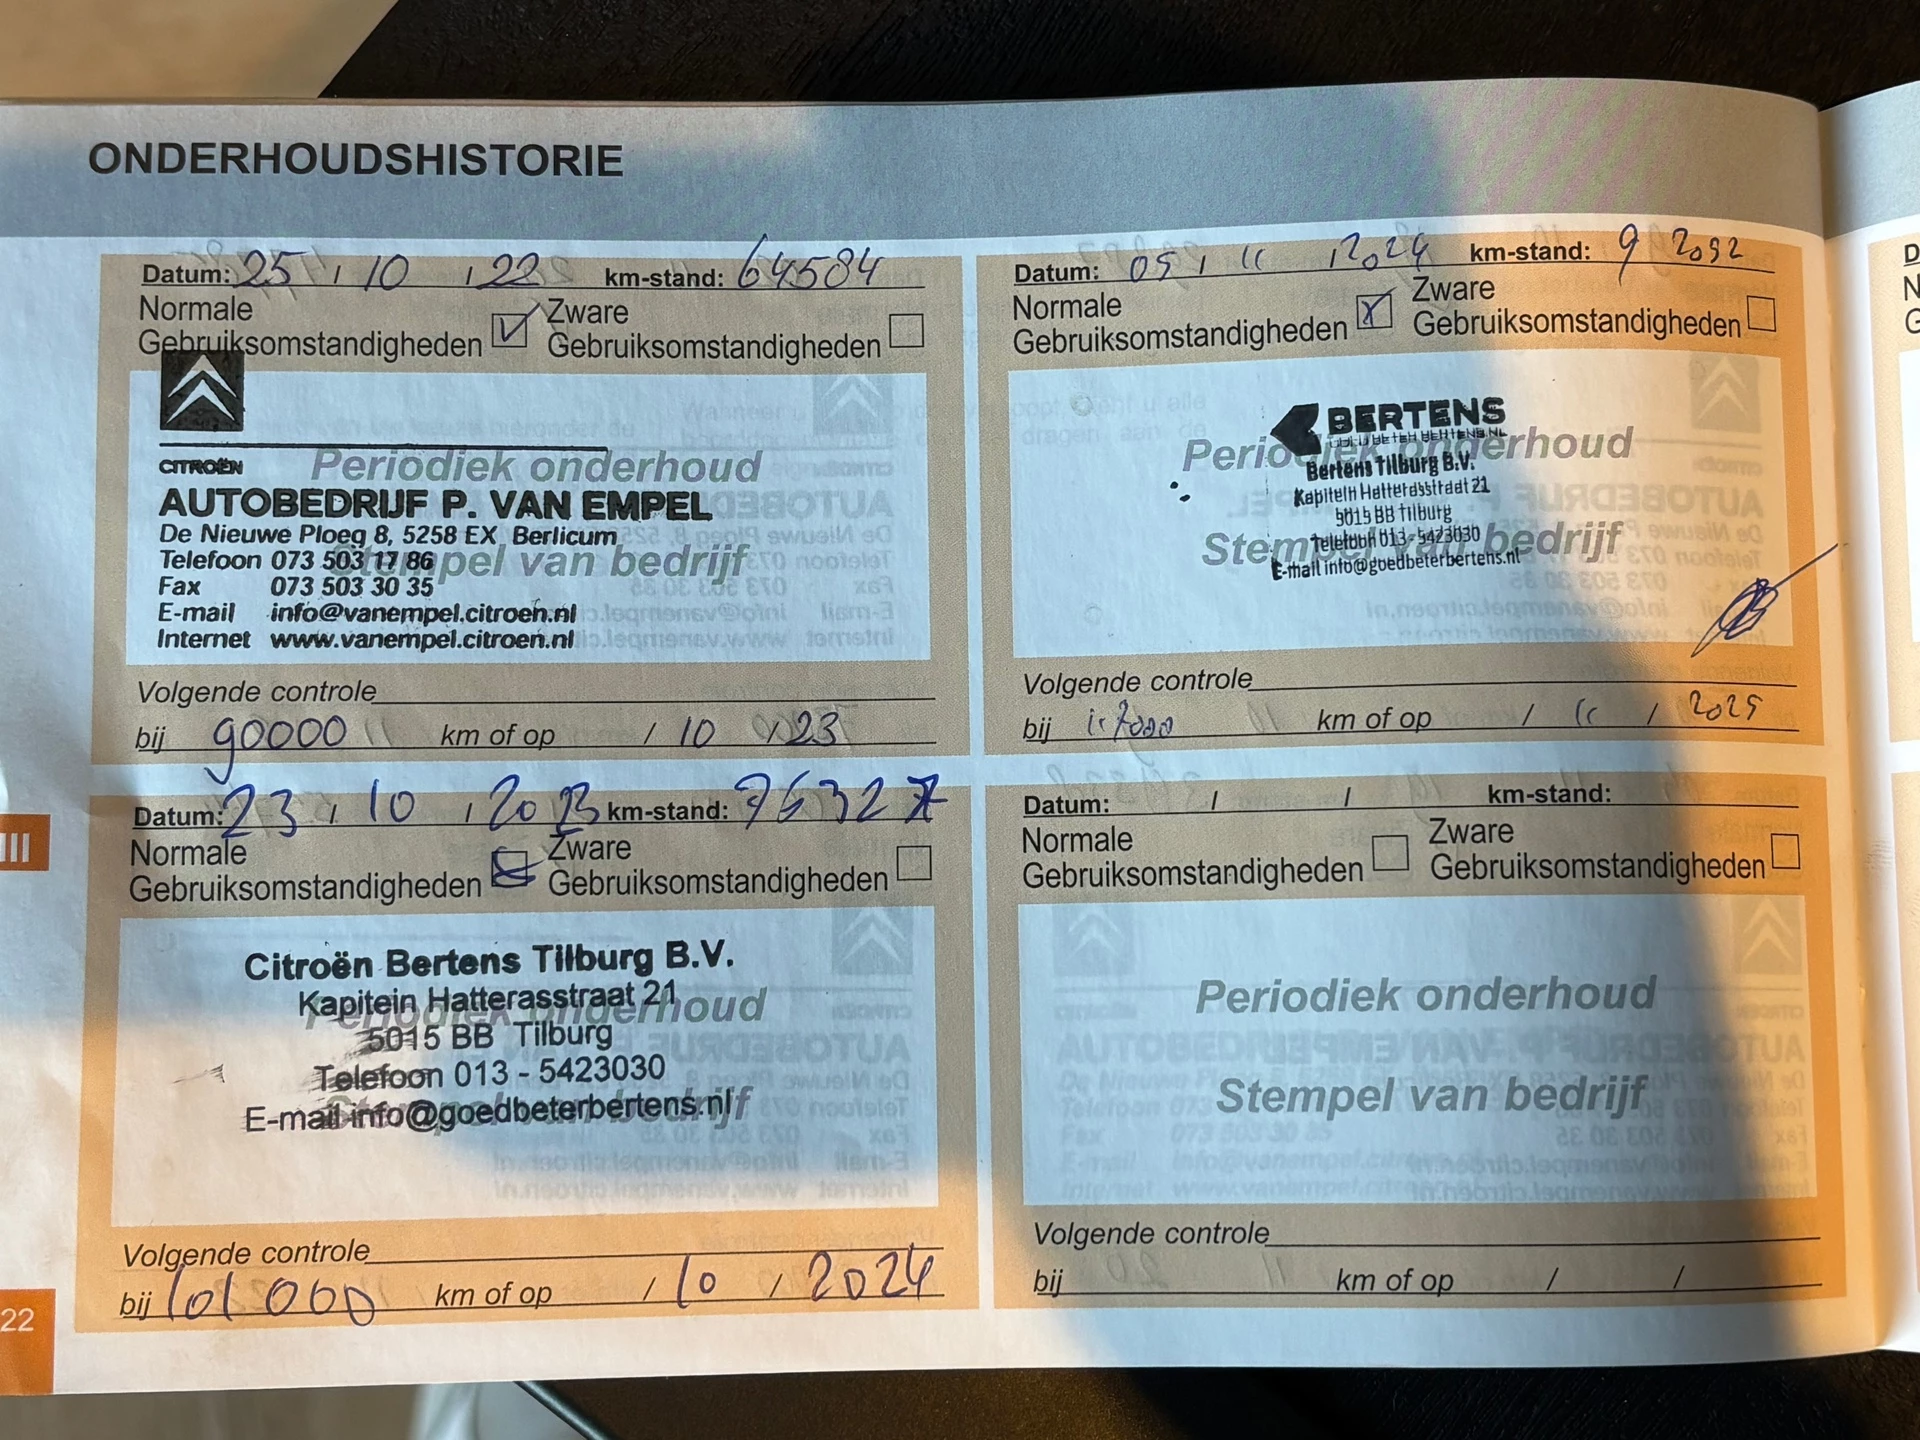 ONDERHOUDSHISTORIE
Datum: 25 / 10 / 22 km-stand: 64584
Normale
Gebruiksomstandigheden
Zware
Gebruiksomstandigheden
CITROËN
Periodiek onderhoud
AUTOBEDRIJF P. VAN EMPEL
De Nieuwe Ploeg 8, 5258 EX Berlicum
Telefoon 073 503 17 86
Stempel van bedrijf
Fax 073 503 30 35
E-mail info@vanempel.citroen.nl
Internet www.vanempel.citroen.nl
Volgende controle
bij 90000 km of op / 10 / 23
Datum: 23 / 10 / 2023 km-stand: 76327
Normale
Gebruiksomstandigheden
Zware
Gebruiksomstandigheden
Citroën Bertens Tilburg B.V.
Kapitein Hatterasstraat 21
Periodiek onderhoud
5015 BB Tilburg
Telefoon 013 - 5423030
Stempel van bedrijf
E-mail info@goedbeterbertens.nl
Volgende controle
bij 101 000 km of op / 10 / 2024
Datum: 05 / 11 / 2024 km-stand: 92092
Normale
Gebruiksomstandigheden
Zware
Gebruiksomstandigheden
BERTENS
Periodiek onderhoud
Bertens Tilburg B.V.
Kapitein Hatterasstraat 21
5015 BB Tilburg
Stempel van bedrijf
Telefoon 013 - 5423030
E-mail info@goedbeterbertens.nl
Volgende controle
bij 117000 km of op / 11 / 2025
Datum: / / km-stand:
Normale
Gebruiksomstandigheden
Zware
Gebruiksomstandigheden
Periodiek onderhoud
Stempel van bedrijf
Volgende controle
bij km of op / /
III
22